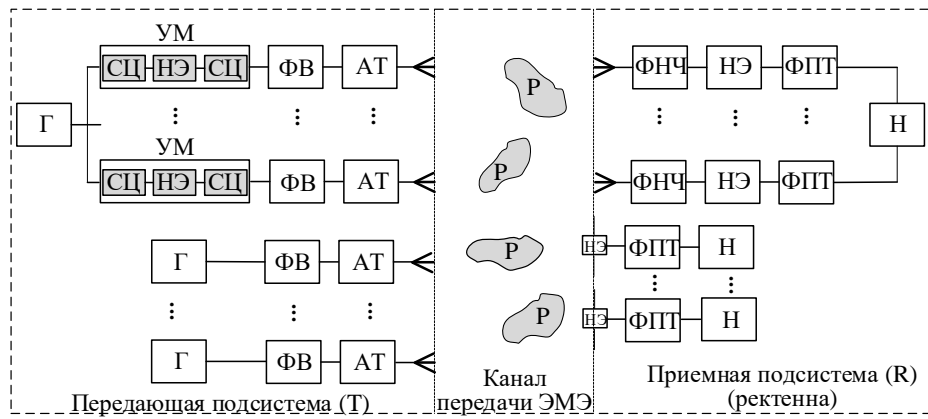 УМ
СЦ НЭ СЦ ФВ АТ Р ФНЧ НЭ ФПТ
Г Н
УМ
СЦ НЭ СЦ ФВ АТ Р ФНЧ НЭ ФПТ
Г ФВ АТ Р НЭ ФПТ Н
Г ФВ АТ Р НЭ ФПТ Н
Передающая подсистема (Т)
Канал
передачи ЭМЭ
Приемная подсистема (R)
(ректенна)